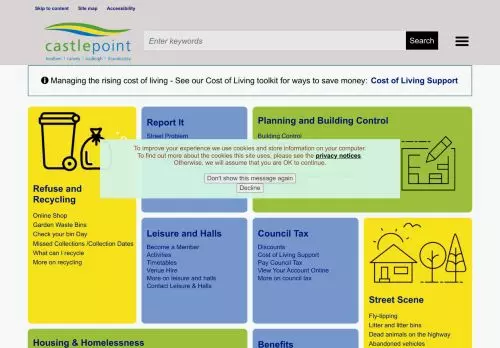 Skip to content Site map Accessibility
castlepoint
benfleet | canvey | hadleigh | thundersley
Enter keywords
Search
Managing the rising cost of living - See our Cost of Living toolkit for ways to save money: Cost of Living Support
Refuse and
Recycling
Online Shop
Garden Waste Bins
Check your bin Day
Missed Collections /Collection Dates
What can I recycle
More on recycling
Report It
Street Problem
Planning and Building Control
Building Control
To improve your experience we use cookies and store information on your computer.
To find out more about the cookies this site uses, please see the privacy notices.
Otherwise, we will assume that you are OK to continue.
Don't show this message again
Decline
Leisure and Halls
Become a Member
Activities
Timetables
Venue Hire
More on leisure and halls
Contact Leisure & Halls
Council Tax
Discounts
Cost of Living Support
Pay Council Tax
View Your Account Online
More on council tax
Street Scene
Fly-tipping
Litter and litter bins
Dead animals on the highway
Abandoned vehicles
Housing & Homelessness
Benefits